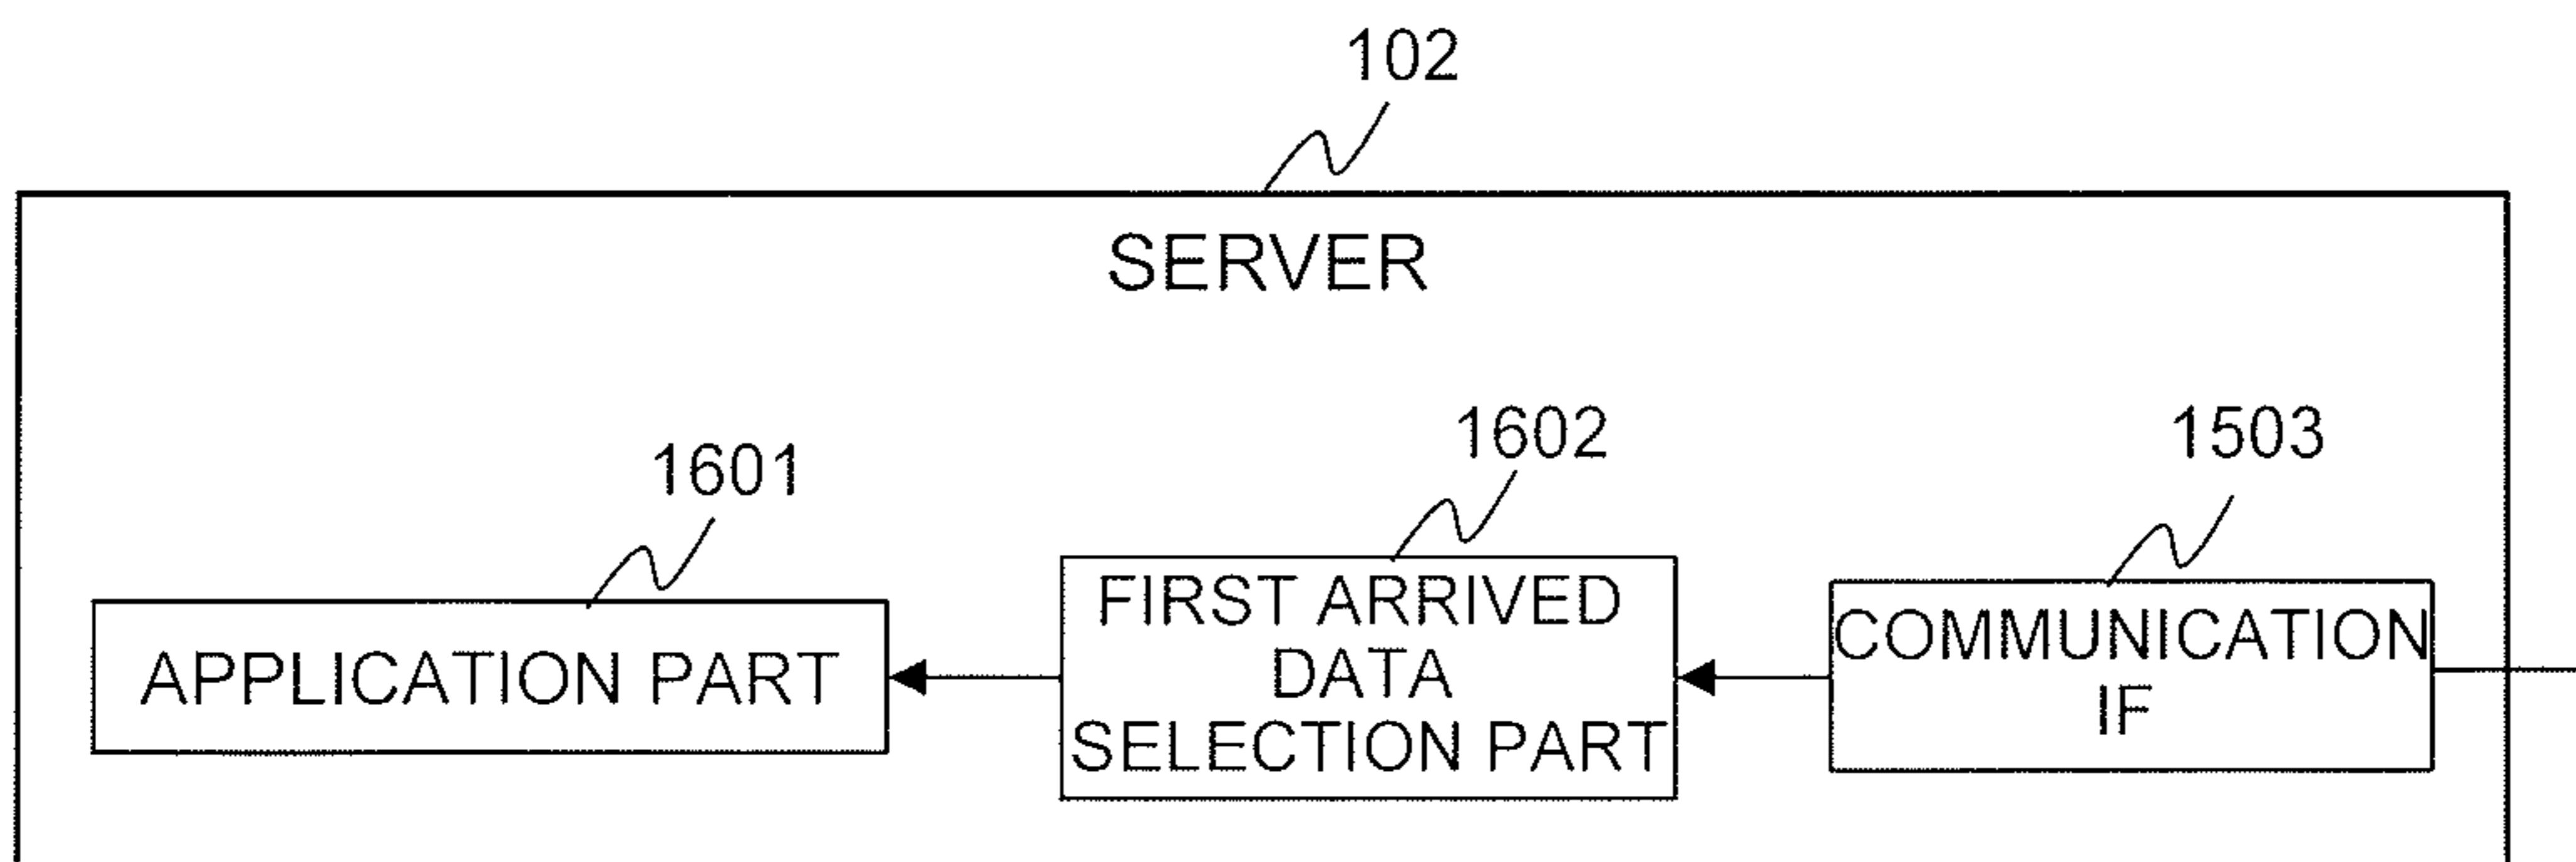 102
SERVER
1601
1602
1503
APPLICATION PART
FIRST ARRIVED
DATA
SELECTION PART
COMMUNICATION
IF